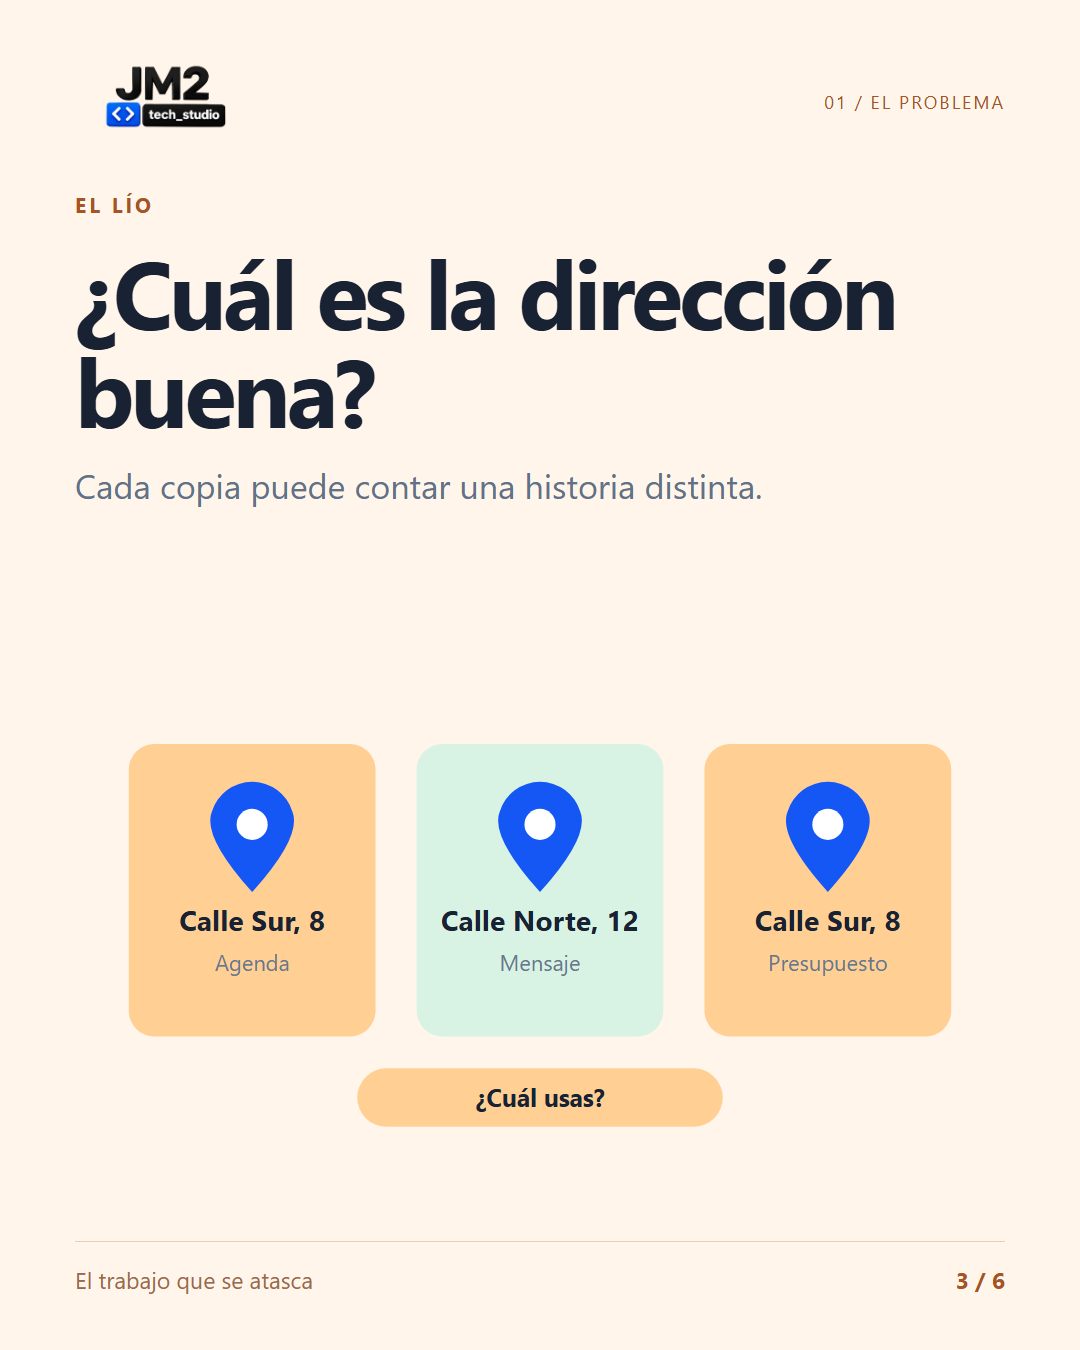 JM2
<> tech_studio
01 / EL PROBLEMA
EL LÍO
¿Cuál es la dirección
buena?
Cada copia puede contar una historia distinta.
Calle Sur, 8
Agenda
Calle Norte, 12
Mensaje
Calle Sur, 8
Presupuesto
¿Cuál usas?
El trabajo que se atasca
3 / 6